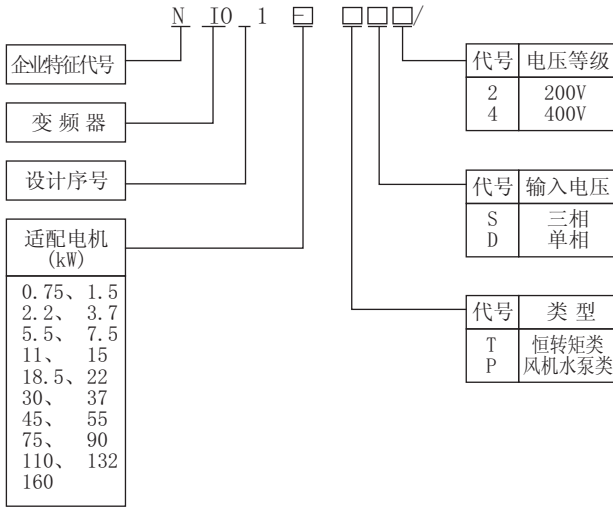 N IO 1 □ □□□/
企业特征代号
变 频 器
设计序号
适配电机
(kW)
0.75、 1.5
2.2、 3.7
5.5、 7.5
11、 15
18.5、 22
30、 37
45、 55
75、 90
110、 132
160
代号 电压等级
2 200V
4 400V
代号 输入电压
S 三相
D 单相
代号 类 型
T 恒转矩类
P 风机水泵类